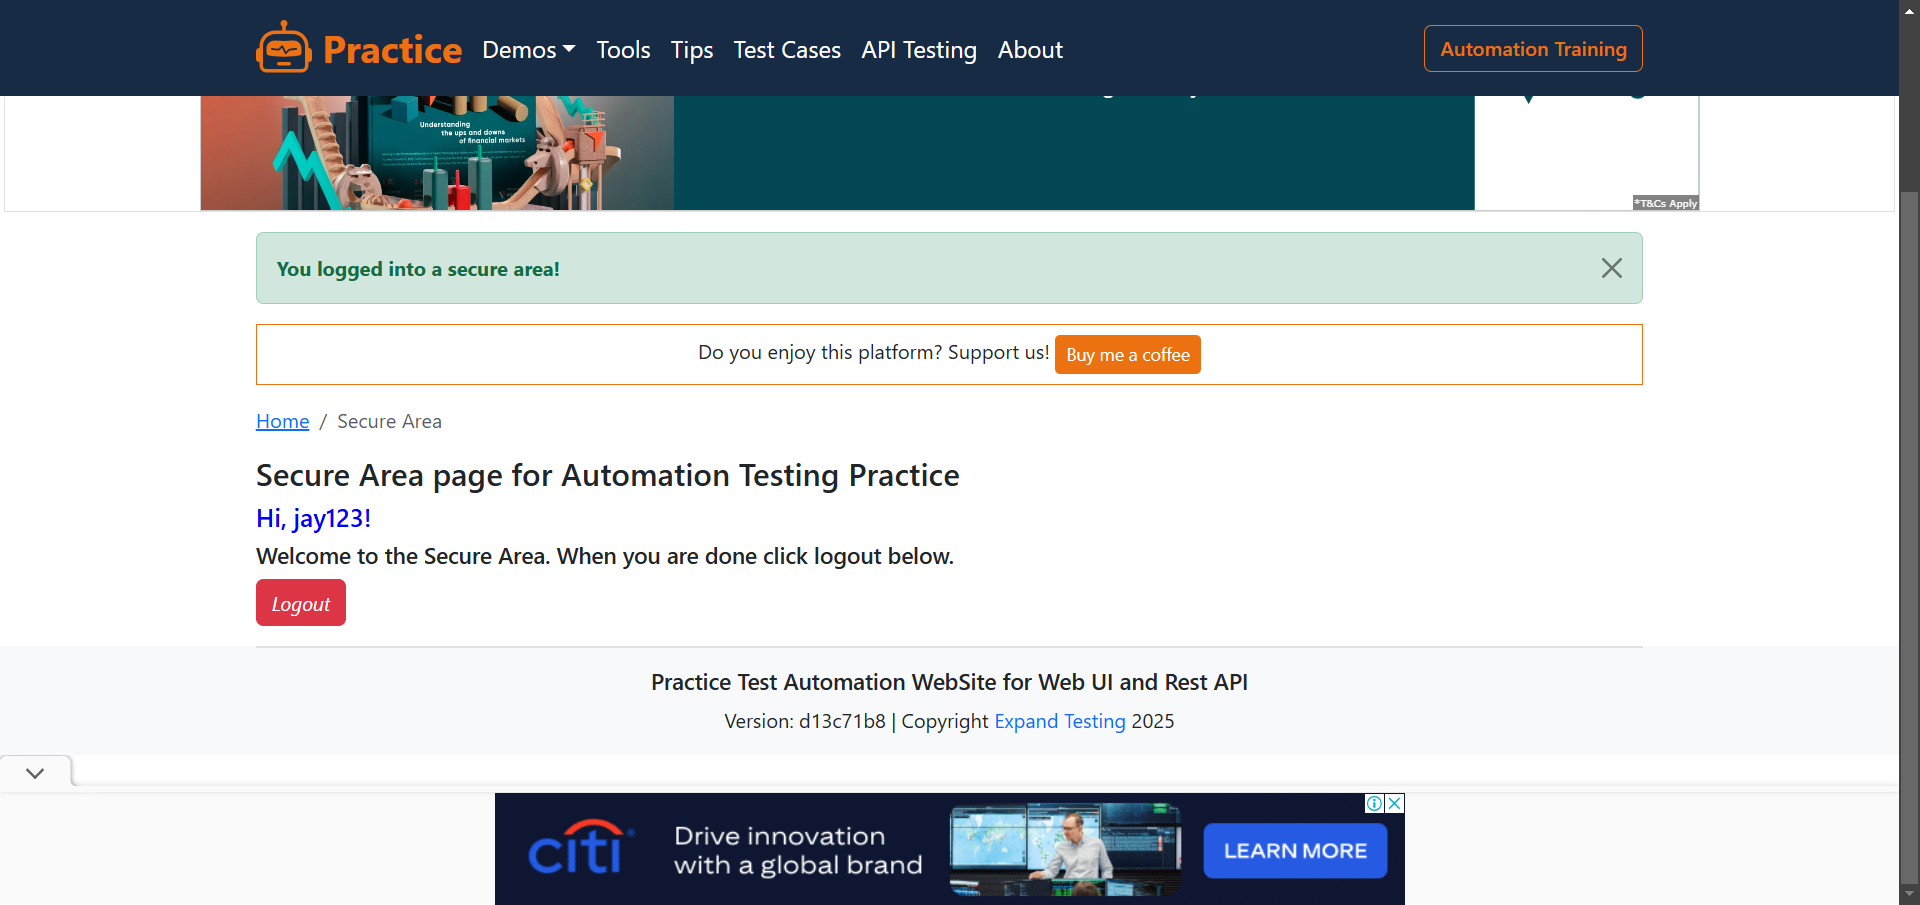 Practice
Demos
Tools
Tips
Test Cases
API Testing
About
Automation Training
Understanding
the ups and downs
of financial markets
*T&Cs Apply
You logged into a secure area!
Do you enjoy this platform? Support us!
Buy me a coffee
Home / Secure Area
Secure Area page for Automation Testing Practice
Hi, jay123!
Welcome to the Secure Area. When you are done click logout below.
Logout
Practice Test Automation WebSite for Web UI and Rest API
Version: d13c71b8 | Copyright Expand Testing 2025
citi
Drive innovation
with a global brand
LEARN MORE